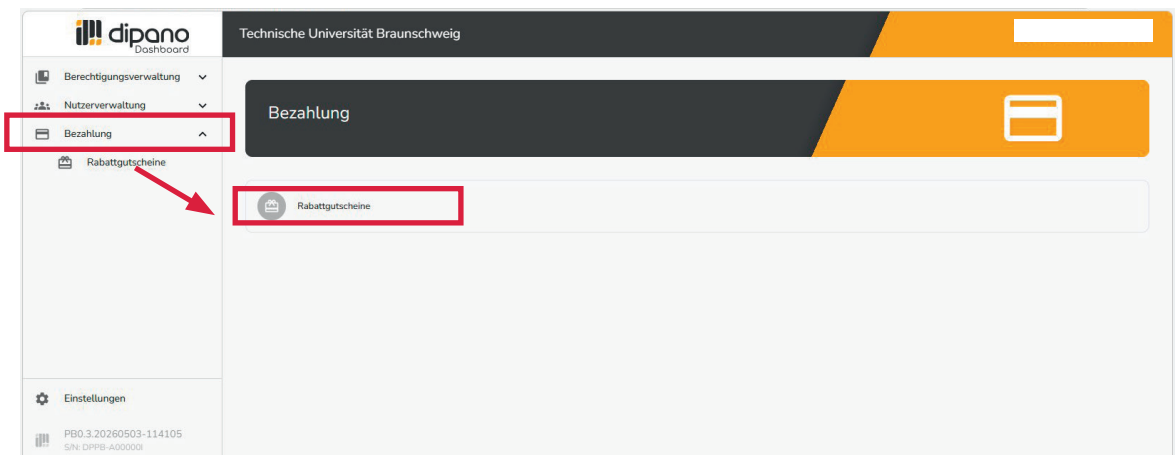 dipano
Dashboard
Technische Universität Braunschweig
Berechtigungsverwaltung
Nutzerverwaltung
Bezahlung
Rabattgutscheine
Bezahlung
Rabattgutscheine
Einstellungen
PB0.3.20260503-114105
S/N: DPPB-A00000I